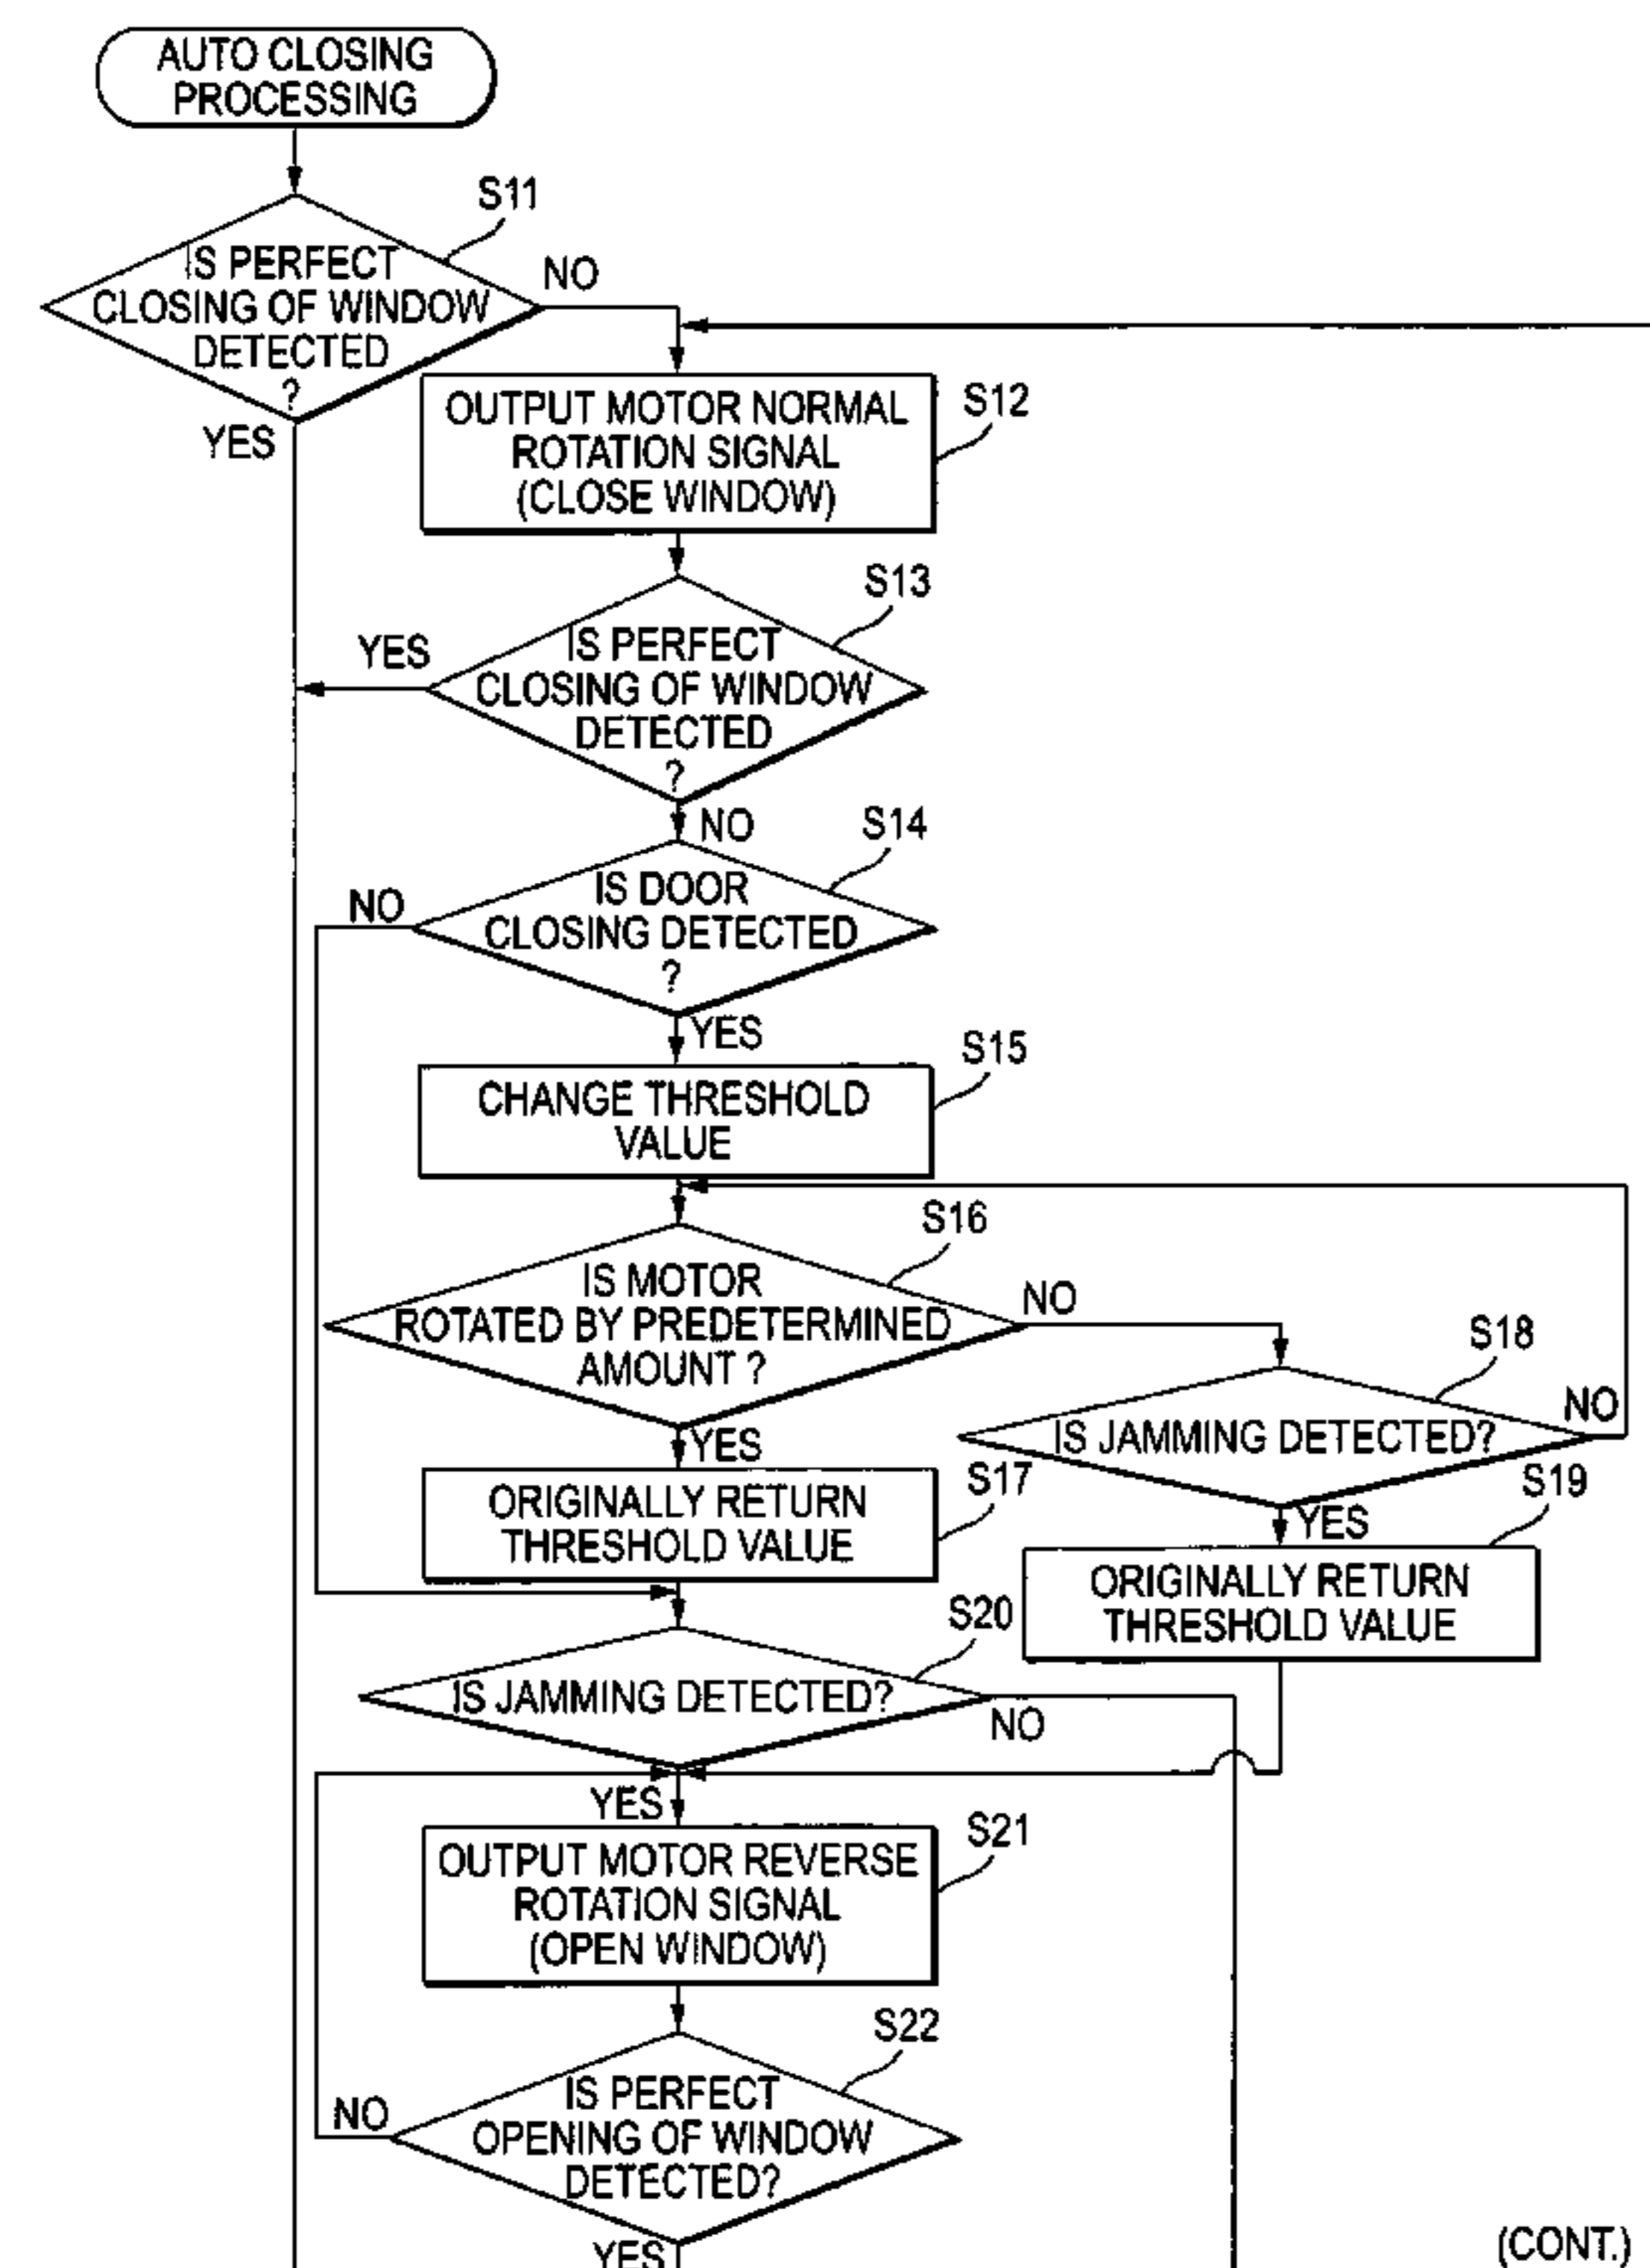 AUTO CLOSING
PROCESSING
S11
IS PERFECT
CLOSING OF WINDOW
DETECTED
?
NO
YES
OUTPUT MOTOR NORMAL
ROTATION SIGNAL
(CLOSE WINDOW)
S12
S13
IS PERFECT
CLOSING OF WINDOW
DETECTED
?
YES
NO
S14
IS DOOR
CLOSING DETECTED
?
NO
YES
S15
CHANGE THRESHOLD
VALUE
S16
IS MOTOR
ROTATED BY PREDETERMINED
AMOUNT ?
NO
YES
S18
IS JAMMING DETECTED?
NO
YES
S17
ORIGINALLY RETURN
THRESHOLD VALUE
S19
ORIGINALLY RETURN
THRESHOLD VALUE
S20
IS JAMMING DETECTED?
NO
YES
S21
OUTPUT MOTOR REVERSE
ROTATION SIGNAL
(OPEN WINDOW)
S22
IS PERFECT
OPENING OF WINDOW
DETECTED?
NO
YES
(CONT.)